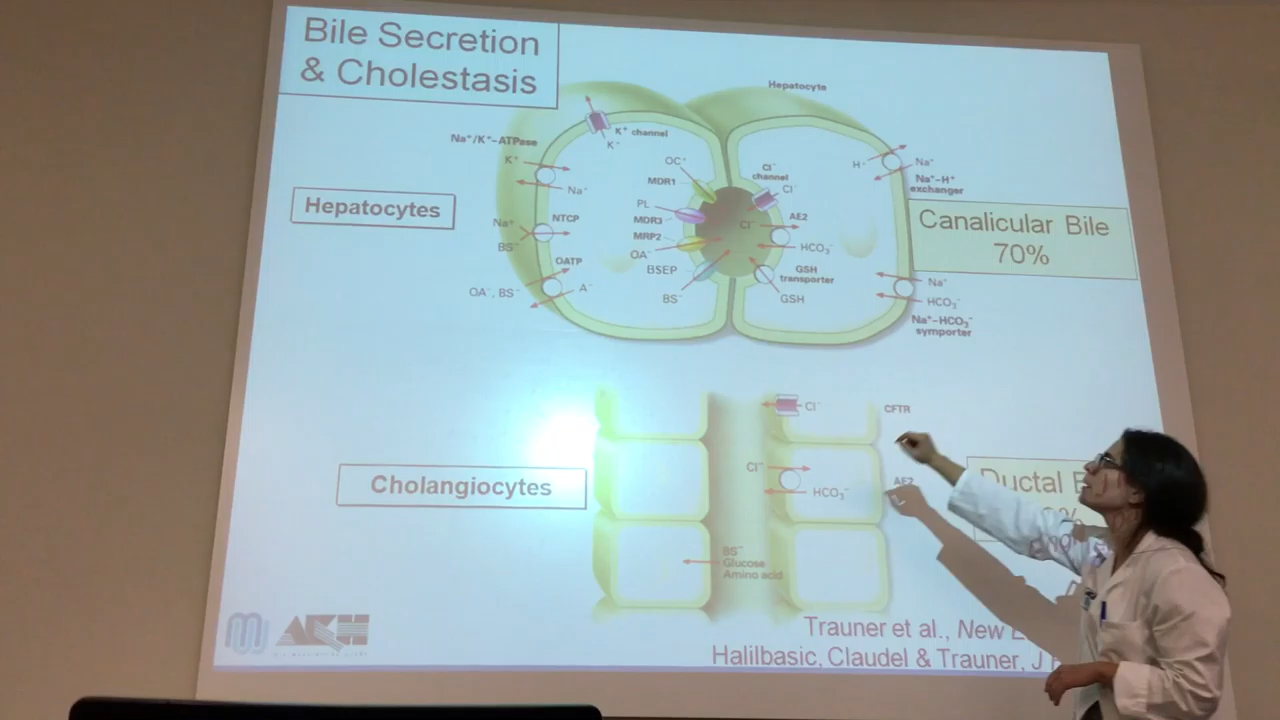 Bile Secretion
& Cholestasis
Hepatocyte
Na⁺/K⁺-ATPase
K⁺ channel
K⁺
K⁺
Na⁺
OC⁺
MDR1
Cl⁻
channel
Cl⁻
H⁺
Na⁺
Na⁺-H⁺
exchanger
Hepatocytes
PL
MDR3
MRP2
OA⁻
BSEP
BS⁻
AE2
Cl⁻
HCO₃⁻
GSH
transporter
GSH
Canalicular Bile
70%
Na⁺
BS⁻
NTCP
OATP
OA⁻, BS⁻
A⁻
Na⁺
HCO₃⁻
Na⁺-HCO₃⁻
symporter
Cl⁻
CFTR
Cholangiocytes
Cl⁻
HCO₃⁻
AE2
Ductal
BS⁻
Glucose
Amino acid
AKH
Trauner et al., New
Halilbasic, Claudel & Trauner, J